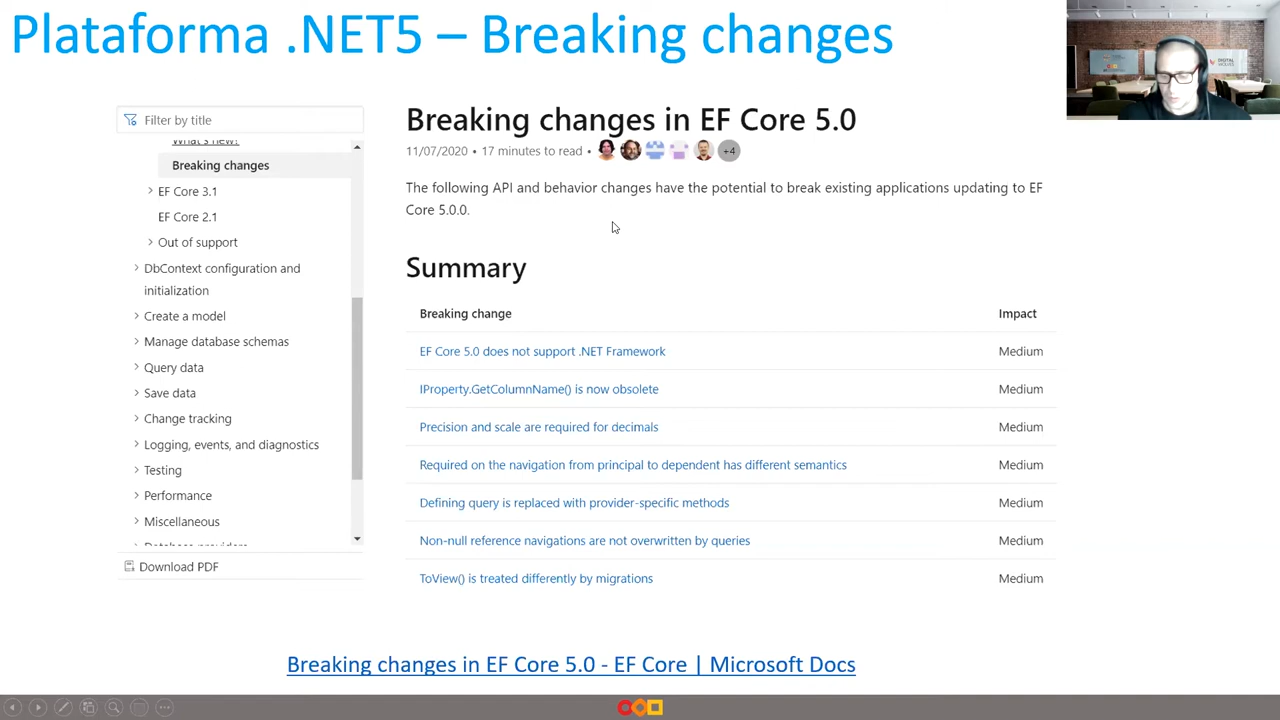 Plataforma .NET5 – Breaking changes
Filter by title
What's new?
Breaking changes
EF Core 3.1
EF Core 2.1
Out of support
DbContext configuration and
initialization
Create a model
Manage database schemas
Query data
Save data
Change tracking
Logging, events, and diagnostics
Testing
Performance
Miscellaneous
Download PDF
Breaking changes in EF Core 5.0
11/07/2020 • 17 minutes to read •
+4
The following API and behavior changes have the potential to break existing applications updating to EF
Core 5.0.0.
Summary
Breaking change Impact
EF Core 5.0 does not support .NET Framework Medium
IProperty.GetColumnName() is now obsolete Medium
Precision and scale are required for decimals Medium
Required on the navigation from principal to dependent has different semantics Medium
Defining query is replaced with provider-specific methods Medium
Non-null reference navigations are not overwritten by queries Medium
ToView() is treated differently by migrations Medium
Breaking changes in EF Core 5.0 - EF Core | Microsoft Docs